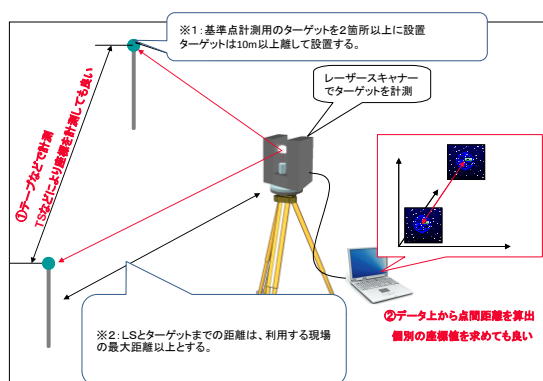 ※1:基準点計測用のターゲットを2箇所以上に設置
ターゲットは10m以上離して設置する。
レーザースキャナー
でターゲットを計測
①テープなどで計測
TSなどにより座標を計測しても良い
※2:LSとターゲットまでの距離は、利用する現場
の最大距離以上とする。
②データ上から点間距離を算出
個別の座標値を求めても良い